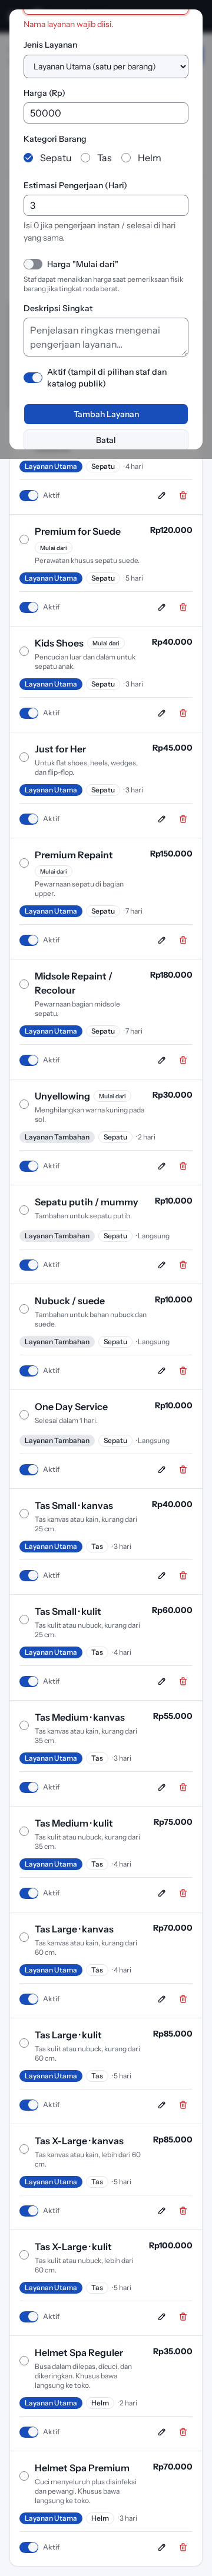 Nama layanan wajib diisi.
Jenis Layanan
Layanan Utama (satu per barang)
Harga (Rp)
50000
Kategori Barang
Sepatu Tas Helm
Estimasi Pengerjaan (Hari)
3
Isi 0 jika pengerjaan instan / selesai di hari
yang sama.
Harga "Mulai dari"
Staf dapat menaikkan harga saat pemeriksaan fisik
barang jika tingkat noda berat.
Deskripsi Singkat
Penjelasan ringkas mengenai
pengerjaan layanan...
Aktif (tampil di pilihan staf dan
katalog publik)
Tambah Layanan
Batal
Layanan Utama Sepatu ·4 hari
Aktif
Premium for Suede Rp120.000
Mulai dari
Perawatan khusus sepatu suede.
Layanan Utama Sepatu ·5 hari
Aktif
Kids Shoes Mulai dari Rp40.000
Pencucian luar dan dalam untuk
sepatu anak.
Layanan Utama Sepatu ·3 hari
Aktif
Just for Her Rp45.000
Untuk flat shoes, heels, wedges,
dan flip-flop.
Layanan Utama Sepatu ·3 hari
Aktif
Premium Repaint Rp150.000
Mulai dari
Pewarnaan sepatu di bagian
upper.
Layanan Utama Sepatu ·7 hari
Aktif
Midsole Repaint / Rp180.000
Recolour
Pewarnaan bagian midsole
sepatu.
Layanan Utama Sepatu ·7 hari
Aktif
Unyellowing Mulai dari Rp30.000
Menghilangkan warna kuning pada
sol.
Layanan Tambahan Sepatu ·2 hari
Aktif
Sepatu putih / mummy Rp10.000
Tambahan untuk sepatu putih.
Layanan Tambahan Sepatu ·Langsung
Aktif
Nubuck / suede Rp10.000
Tambahan untuk bahan nubuck dan
suede.
Layanan Tambahan Sepatu ·Langsung
Aktif
One Day Service Rp10.000
Selesai dalam 1 hari.
Layanan Tambahan Sepatu ·Langsung
Aktif
Tas Small · kanvas Rp40.000
Tas kanvas atau kain, kurang dari
25 cm.
Layanan Utama Tas ·3 hari
Aktif
Tas Small · kulit Rp60.000
Tas kulit atau nubuck, kurang dari
25 cm.
Layanan Utama Tas ·4 hari
Aktif
Tas Medium · kanvas Rp55.000
Tas kanvas atau kain, kurang dari
35 cm.
Layanan Utama Tas ·3 hari
Aktif
Tas Medium · kulit Rp75.000
Tas kulit atau nubuck, kurang dari
35 cm.
Layanan Utama Tas ·4 hari
Aktif
Tas Large · kanvas Rp70.000
Tas kanvas atau kain, kurang dari
60 cm.
Layanan Utama Tas ·4 hari
Aktif
Tas Large · kulit Rp85.000
Tas kulit atau nubuck, kurang dari
60 cm.
Layanan Utama Tas ·5 hari
Aktif
Tas X-Large · kanvas Rp85.000
Tas kanvas atau kain, lebih dari 60
cm.
Layanan Utama Tas ·5 hari
Aktif
Tas X-Large · kulit Rp100.000
Tas kulit atau nubuck, lebih dari
60 cm.
Layanan Utama Tas ·5 hari
Aktif
Helmet Spa Reguler Rp35.000
Busa dalam dilepas, dicuci, dan
dikeringkan. Khusus bawa
langsung ke toko.
Layanan Utama Helm ·2 hari
Aktif
Helmet Spa Premium Rp70.000
Cuci menyeluruh plus disinfeksi
dan pewangi. Khusus bawa
langsung ke toko.
Layanan Utama Helm ·3 hari
Aktif